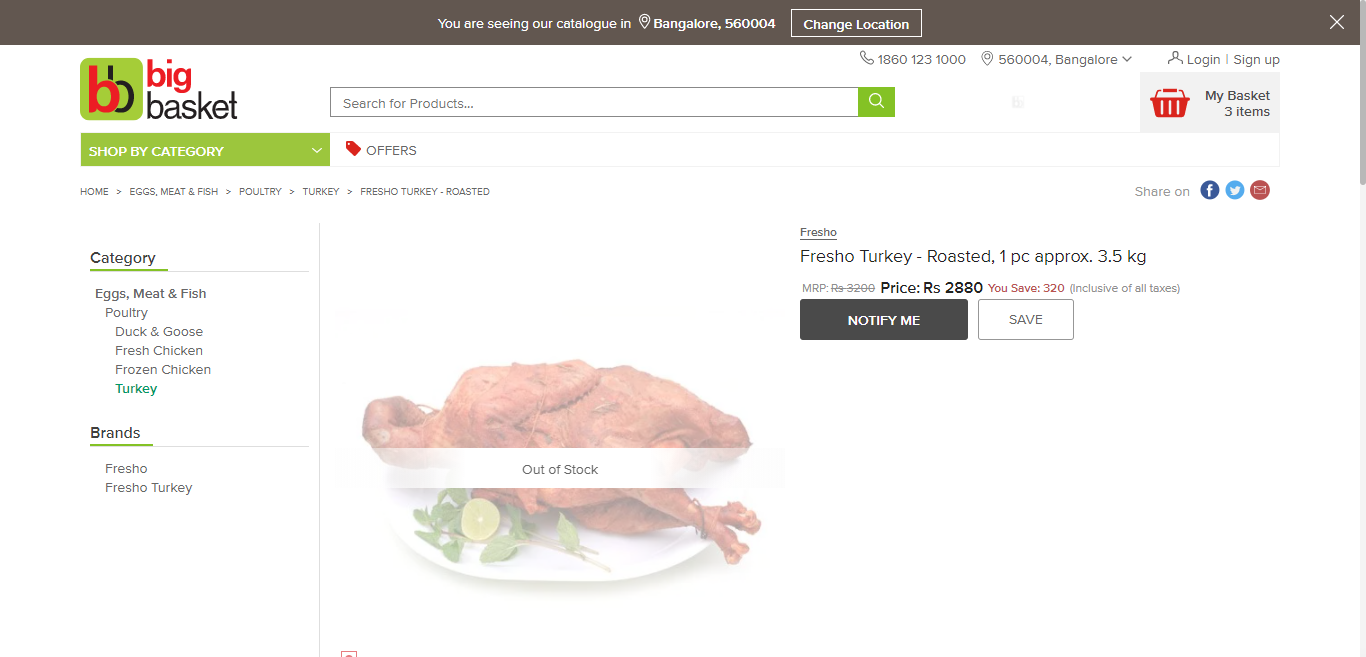 You are seeing our catalogue in Bangalore, 560004 Change Location
1860 123 1000 560004, Bangalore Login | Sign up
bb big basket
Search for Products...
My Basket
3 items
SHOP BY CATEGORY OFFERS
HOME > EGGS, MEAT & FISH > POULTRY > TURKEY > FRESHO TURKEY - ROASTED
Share on
Category
Eggs, Meat & Fish
Poultry
Duck & Goose
Fresh Chicken
Frozen Chicken
Turkey
Brands
Fresho
Fresho Turkey
Out of Stock
Fresho
Fresho Turkey - Roasted, 1 pc approx. 3.5 kg
MRP: Rs 3200 Price: Rs 2880 You Save: 320 (Inclusive of all taxes)
NOTIFY ME SAVE